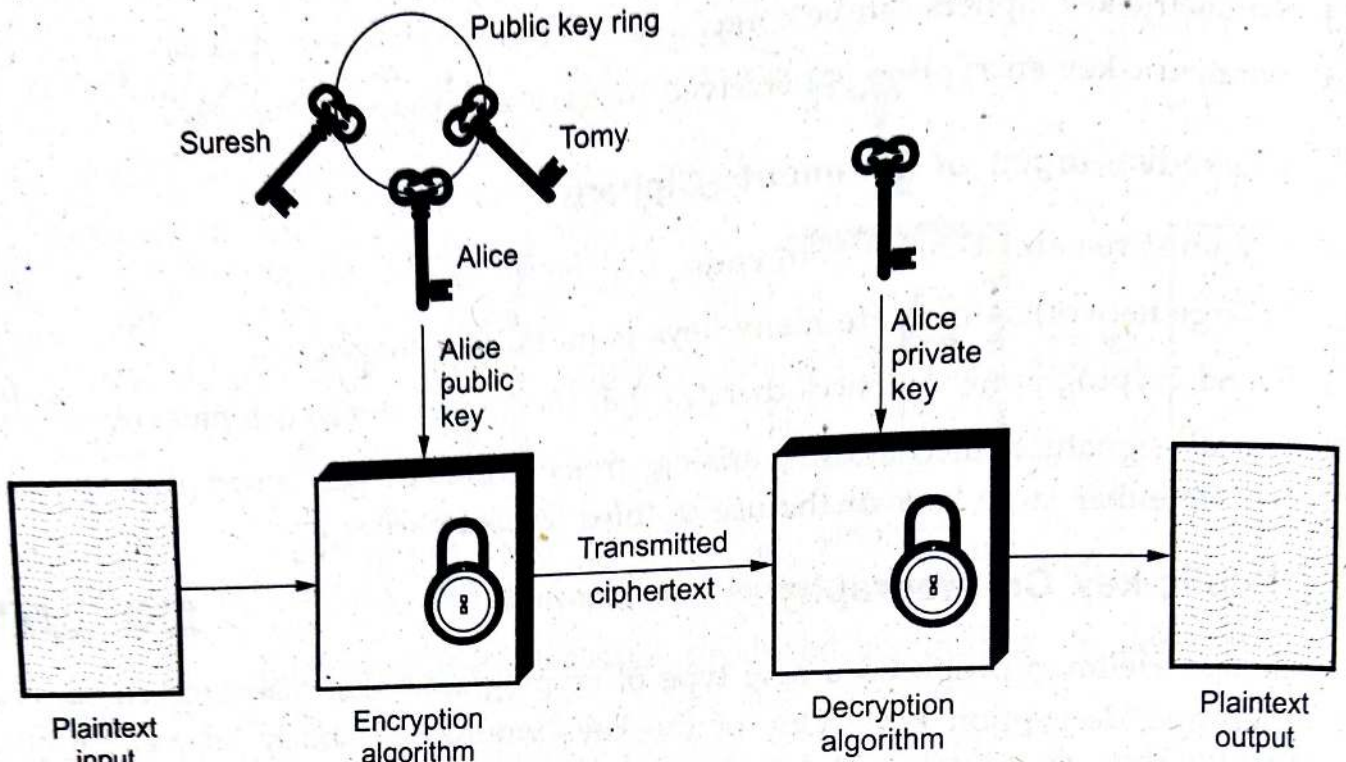 Public key ring
Suresh
Tomy
Alice
Alice
public
key
Alice
private
key
Transmitted
ciphertext
Plaintext
input
Encryption
algorithm
Decryption
algorithm
Plaintext
output